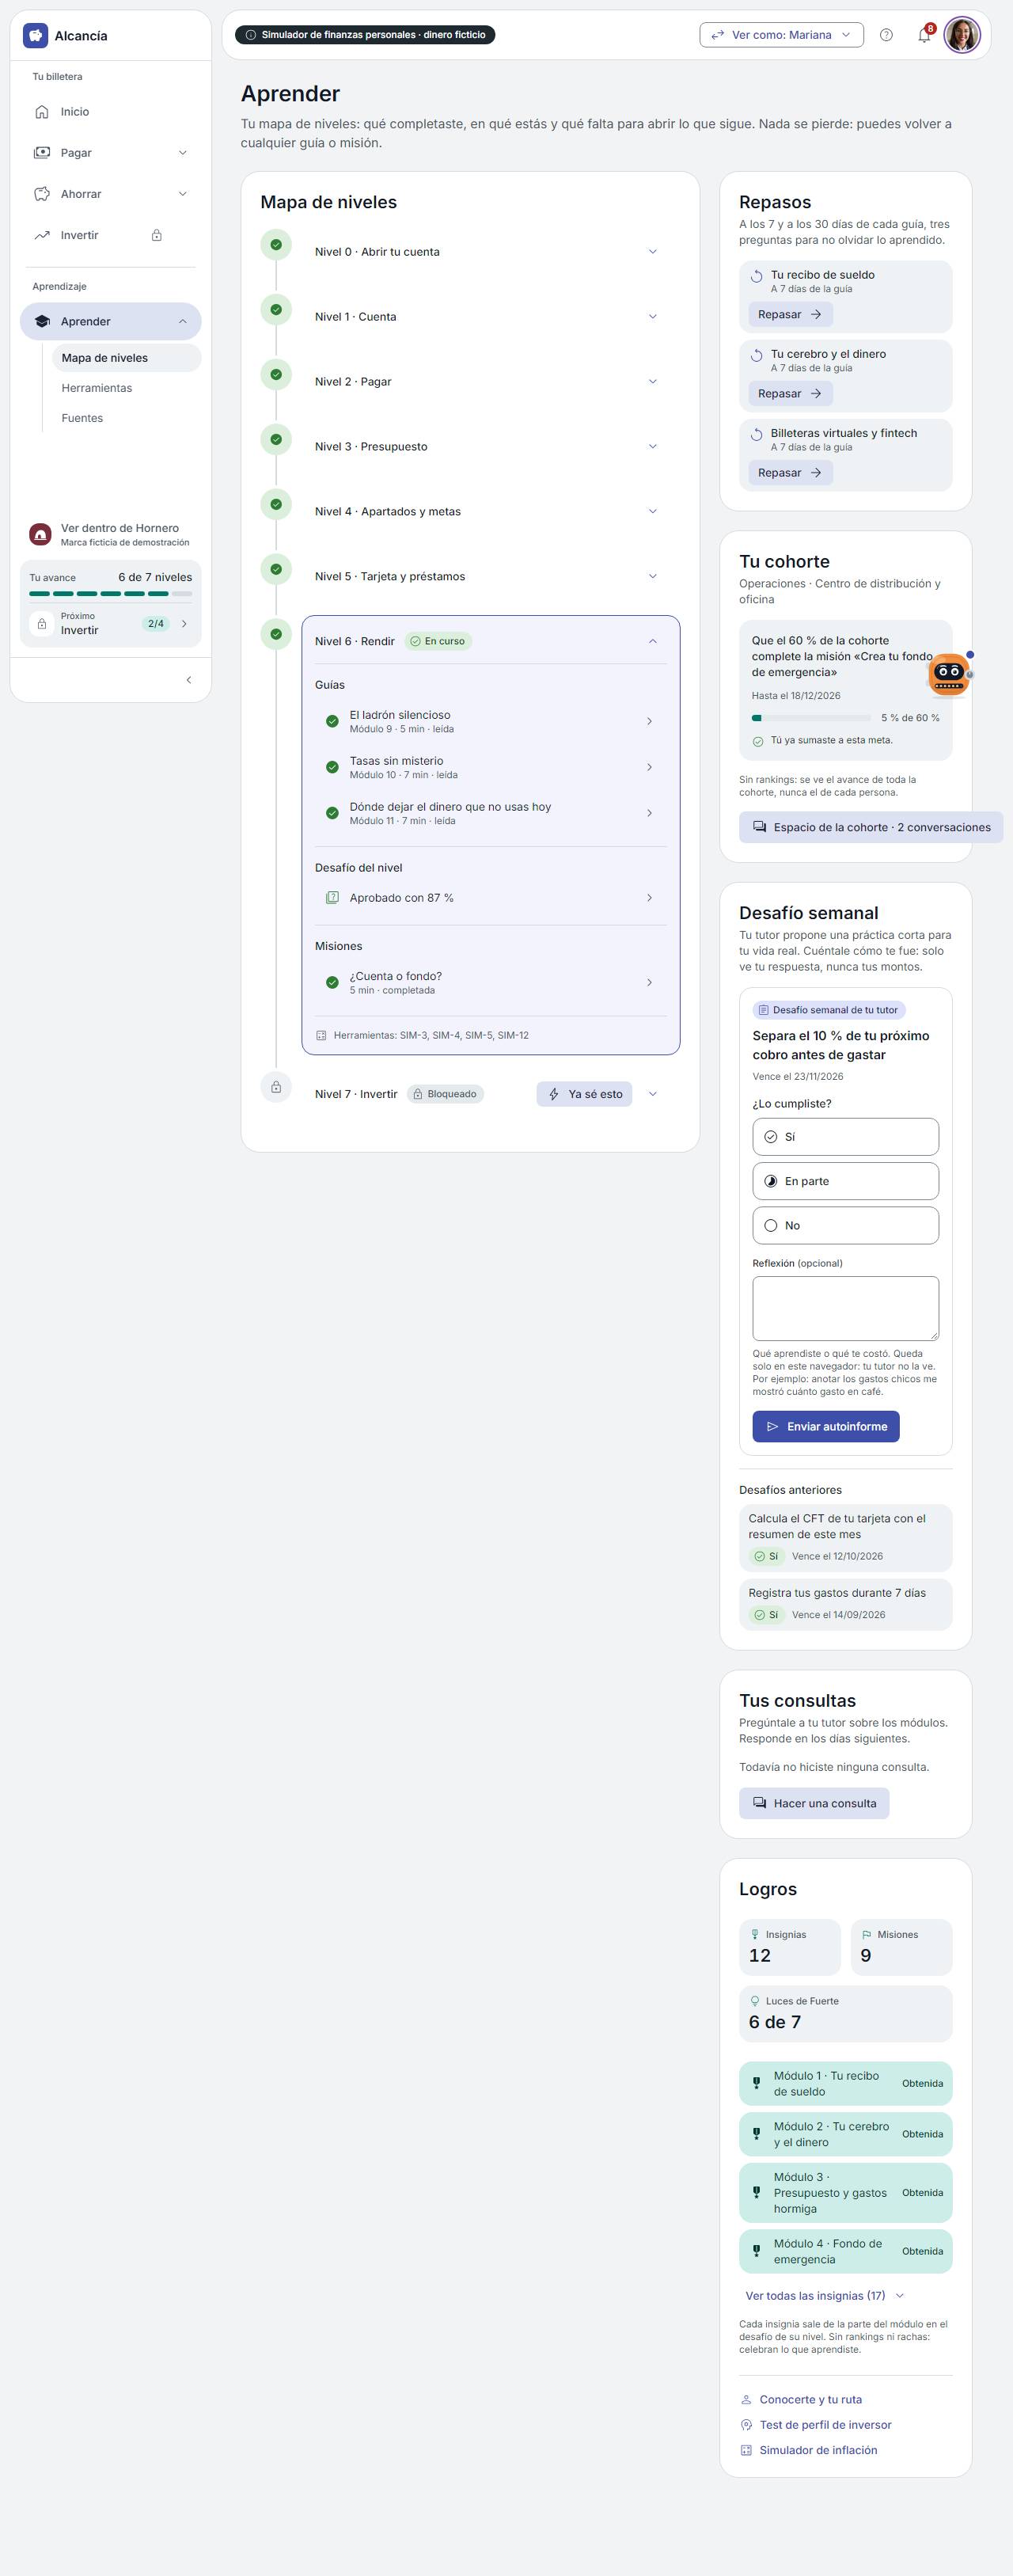 Alcancía
Tu billetera
Inicio
Pagar
Ahorrar
Invertir
Aprendizaje
Aprender
Mapa de niveles
Herramientas
Fuentes
Ver dentro de Hornero
Marca ficticia de demostración
Tu avance 6 de 7 niveles
Próximo
Invertir
2/4
Simulador de finanzas personales · dinero ficticio
Ver como: Mariana
8
Aprender
Tu mapa de niveles: qué completaste, en qué estás y qué falta para abrir lo que sigue. Nada se pierde: puedes volver a
cualquier guía o misión.
Mapa de niveles
Nivel 0 · Abrir tu cuenta
Nivel 1 · Cuenta
Nivel 2 · Pagar
Nivel 3 · Presupuesto
Nivel 4 · Apartados y metas
Nivel 5 · Tarjeta y préstamos
Nivel 6 · Rendir En curso
Guías
El ladrón silencioso
Módulo 9 · 5 min · leída
Tasas sin misterio
Módulo 10 · 7 min · leída
Dónde dejar el dinero que no usas hoy
Módulo 11 · 7 min · leída
Desafío del nivel
Aprobado con 87 %
Misiones
¿Cuenta o fondo?
5 min · completada
Herramientas: SIM-3, SIM-4, SIM-5, SIM-12
Nivel 7 · Invertir Bloqueado Ya sé esto
Repasos
A los 7 y a los 30 días de cada guía, tres
preguntas para no olvidar lo aprendido.
Tu recibo de sueldo
A 7 días de la guía
Repasar
Tu cerebro y el dinero
A 7 días de la guía
Repasar
Billeteras virtuales y fintech
A 7 días de la guía
Repasar
Tu cohorte
Operaciones · Centro de distribución y
oficina
Que el 60 % de la cohorte
complete la misión «Crea tu fondo
de emergencia»
Hasta el 18/12/2026
5 % de 60 %
Tú ya sumaste a esta meta.
Sin rankings: se ve el avance de toda la
cohorte, nunca el de cada persona.
Espacio de la cohorte · 2 conversaciones
Desafío semanal
Tu tutor propone una práctica corta para
tu vida real. Cuéntale cómo te fue: solo
ve tu respuesta, nunca tus montos.
Desafío semanal de tu tutor
Separa el 10 % de tu próximo
cobro antes de gastar
Vence el 23/11/2026
¿Lo cumpliste?
Sí
En parte
No
Reflexión (opcional)
Qué aprendiste o qué te costó. Queda
solo en este navegador: tu tutor no la ve.
Por ejemplo: anotar los gastos chicos me
mostró cuánto gasto en café.
Enviar autoinforme
Desafíos anteriores
Calcula el CFT de tu tarjeta con el
resumen de este mes
Sí Vence el 12/10/2026
Registra tus gastos durante 7 días
Sí Vence el 14/09/2026
Tus consultas
Pregúntale a tu tutor sobre los módulos.
Responde en los días siguientes.
Todavía no hiciste ninguna consulta.
Hacer una consulta
Logros
Insignias
12
Misiones
9
Luces de Fuerte
6 de 7
Módulo 1 · Tu recibo
de sueldo
Obtenida
Módulo 2 · Tu cerebro
y el dinero
Obtenida
Módulo 3 ·
Presupuesto y gastos
hormiga
Obtenida
Módulo 4 · Fondo de
emergencia
Obtenida
Ver todas las insignias (17)
Cada insignia sale de la parte del módulo en el
desafío de su nivel. Sin rankings ni rachas:
celebran lo que aprendiste.
Conocerte y tu ruta
Test de perfil de inversor
Simulador de inflación